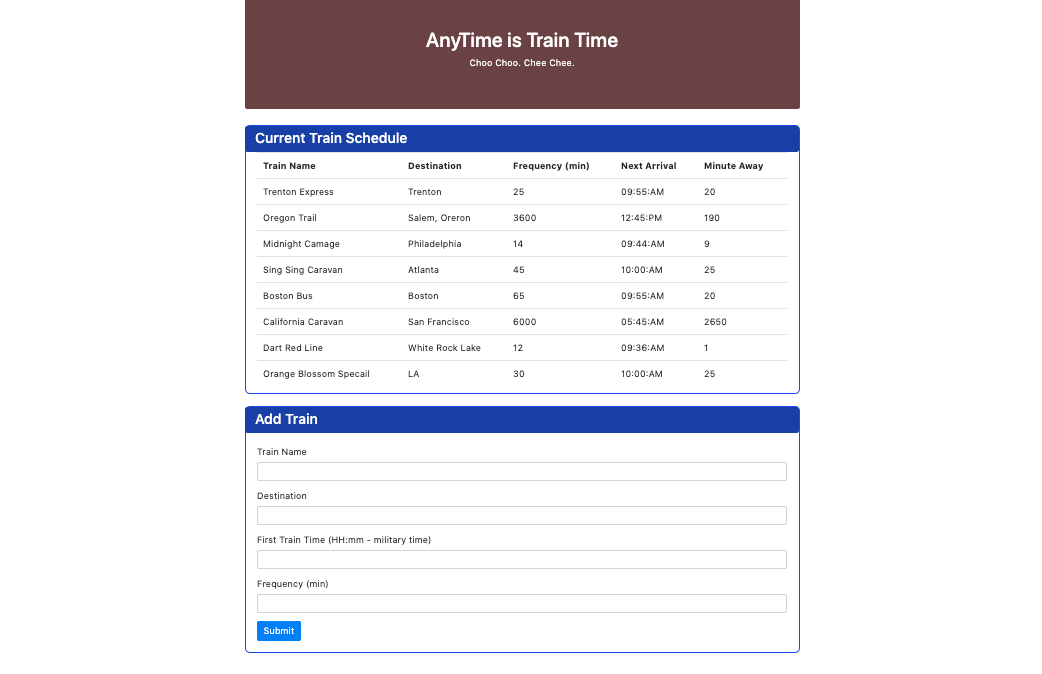 AnyTime is Train Time
Choo Choo. Chee Chee.
Current Train Schedule
Train Name Destination Frequency (min) Next Arrival Minute Away
Trenton Express Trenton 25 09:55:AM 20
Oregon Trail Salem, Oreron 3600 12:45:PM 190
Midnight Camage Philadelphia 14 09:44:AM 9
Sing Sing Caravan Atlanta 45 10:00:AM 25
Boston Bus Boston 65 09:55:AM 20
California Caravan San Francisco 6000 05:45:AM 2650
Dart Red Line White Rock Lake 12 09:36:AM 1
Orange Blossom Specail LA 30 10:00:AM 25
Add Train
Train Name
Destination
First Train Time (HH:mm - military time)
Frequency (min)
Submit